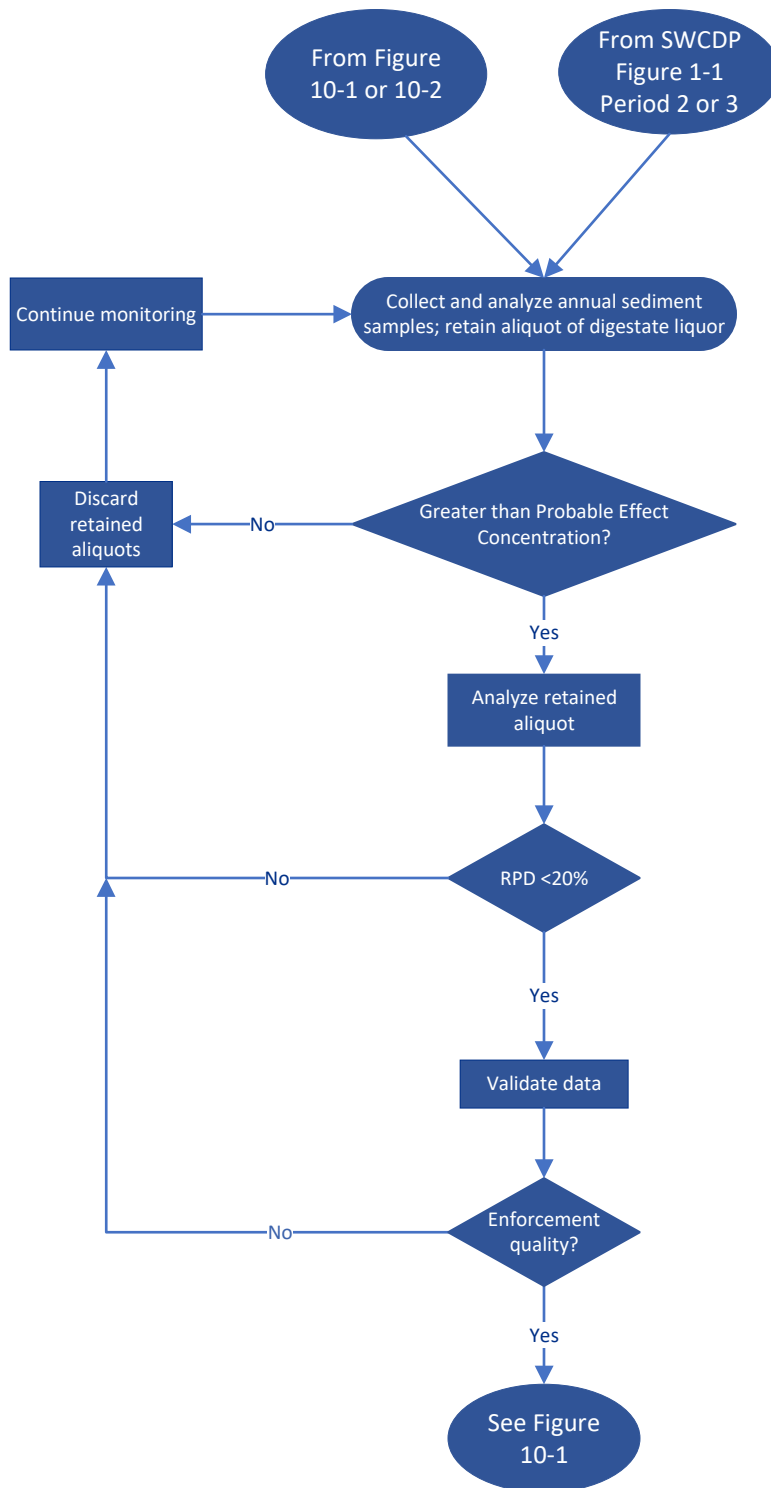 From Figure
10-1 or 10-2
From SWCDP
Figure 1-1
Period 2 or 3
Continue monitoring
Collect and analyze annual sediment
samples; retain aliquot of digestate liquor
Discard
retained
aliquots
No
Greater than Probable Effect
Concentration?
Yes
Analyze retained
aliquot
No
RPD <20%
Yes
Validate data
No
Enforcement
quality?
Yes
See Figure
10-1